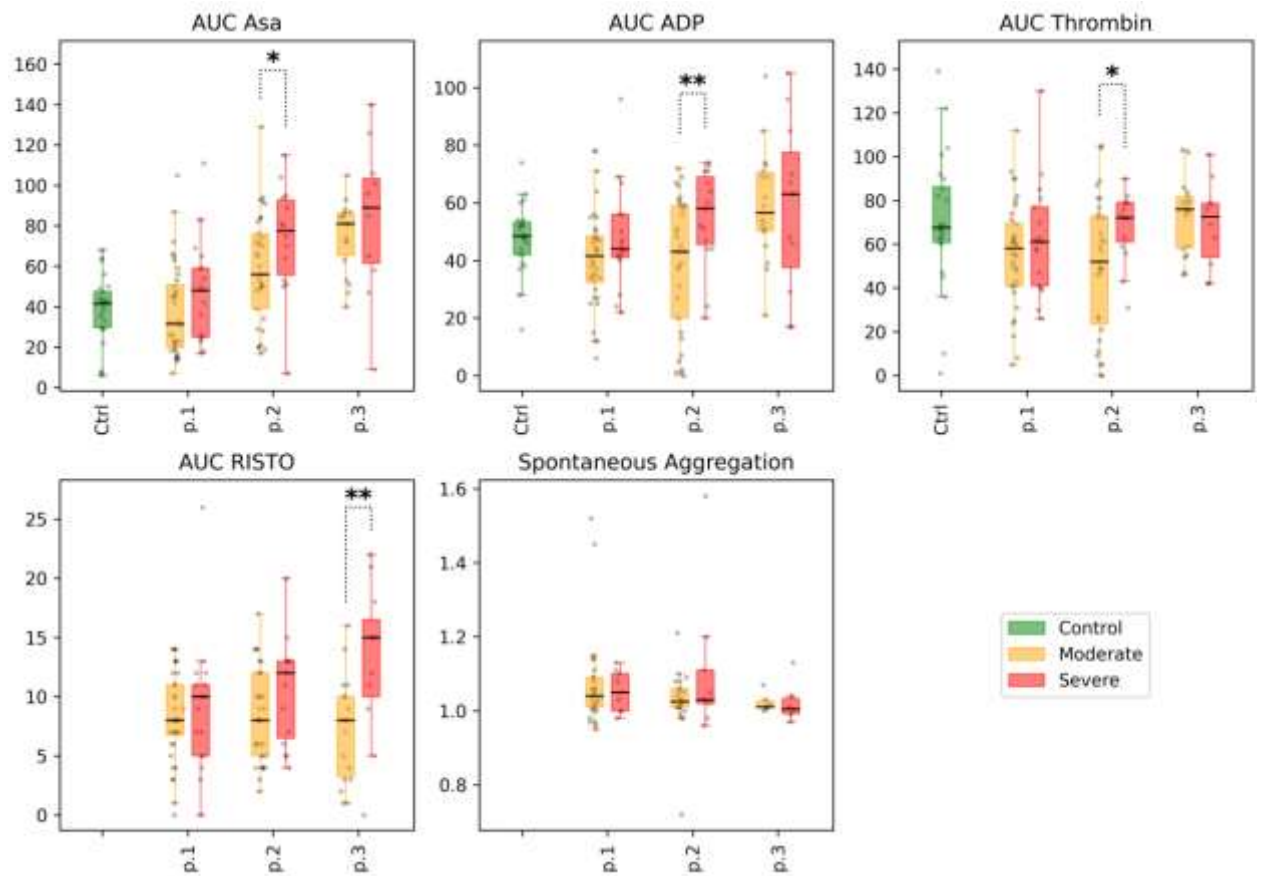 AUC Asa
160
140
120
100
80
60
40
20
0
*
Ctrl
p.1
p.2
p.3
AUC ADP
100
80
60
40
20
0
**
Ctrl
p.1
p.2
p.3
AUC Thrombin
140
120
100
80
60
40
20
0
*
Ctrl
p.1
p.2
p.3
AUC RISTO
25
20
15
10
5
0
**
p.1
p.2
p.3
Spontaneous Aggregation
1.6
1.4
1.2
1.0
0.8
p.1
p.2
p.3
Control
Moderate
Severe